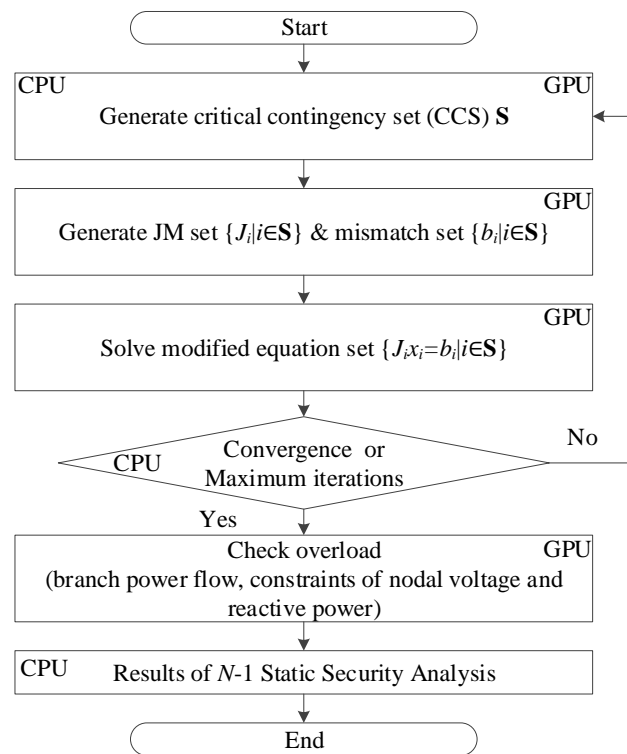 Start
CPU
GPU
Generate critical contingency set (CCS) S
GPU
Generate JM set {Jᵢ|i∈S} & mismatch set {bᵢ|i∈S}
GPU
Solve modified equation set {Jᵢxᵢ=bᵢ|i∈S}
Convergence or
CPU
Maximum iterations
No
Yes
Check overload
GPU
(branch power flow, constraints of nodal voltage and
reactive power)
CPU
Results of N-1 Static Security Analysis
End